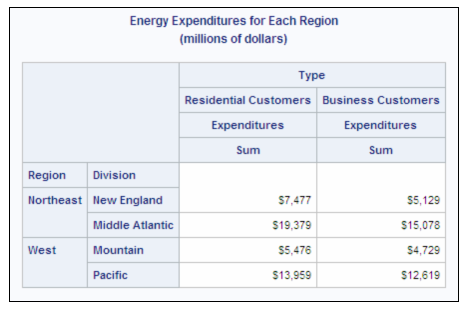 Energy Expenditures for Each Region
(millions of dollars)
Type
Residential Customers Business Customers
Expenditures Expenditures
Sum Sum
Region Division
Northeast New England $7,477 $5,129
Middle Atlantic $19,379 $15,078
West Mountain $5,476 $4,729
Pacific $13,959 $12,619